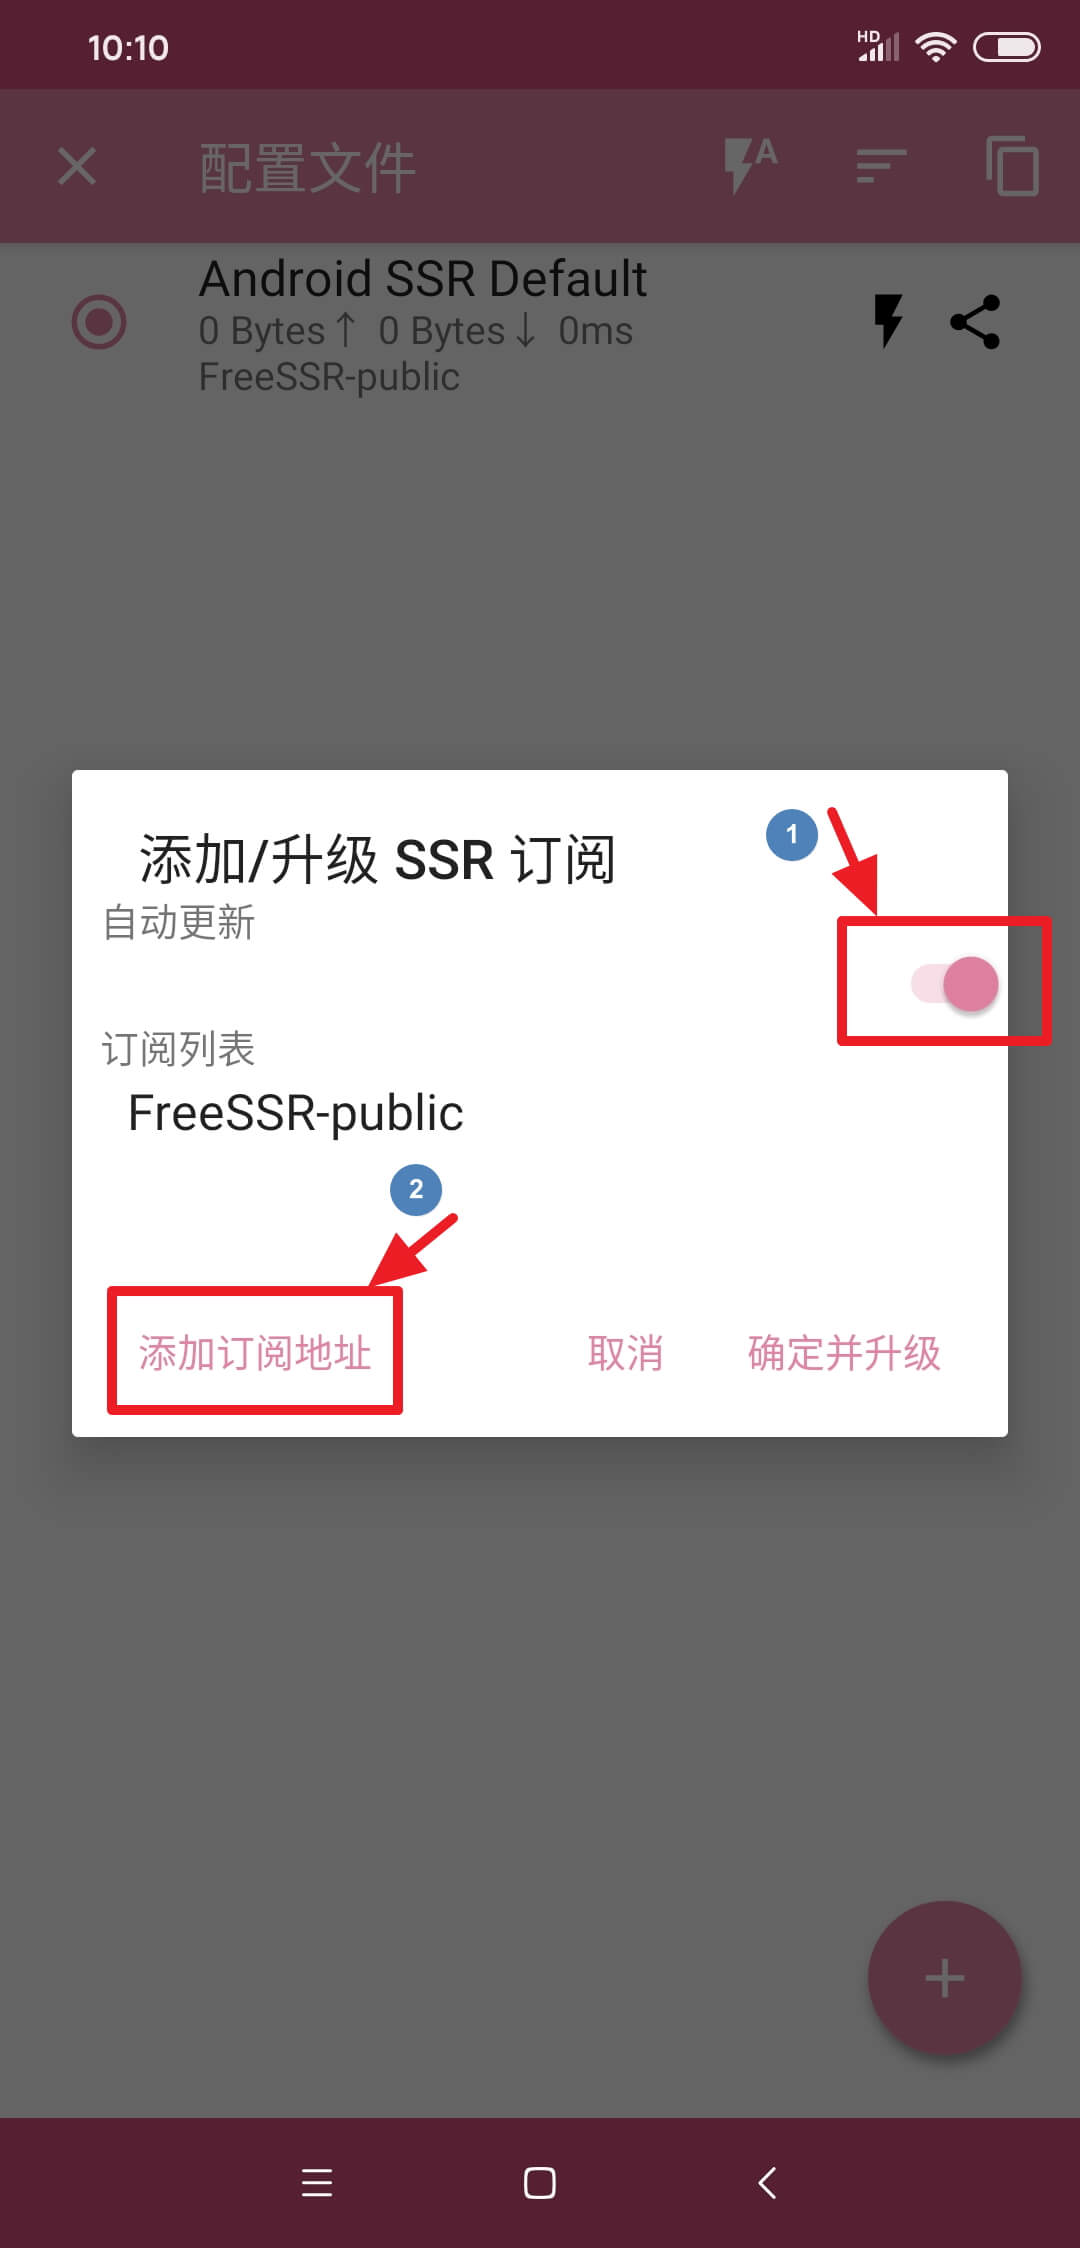 10:10
HD
配置文件
A
Android SSR Default
0 Bytes↑ 0 Bytes↓ 0ms
FreeSSR-public
添加/升级 SSR 订阅
1
自动更新
订阅列表
FreeSSR-public
2
添加订阅地址 取消 确定并升级